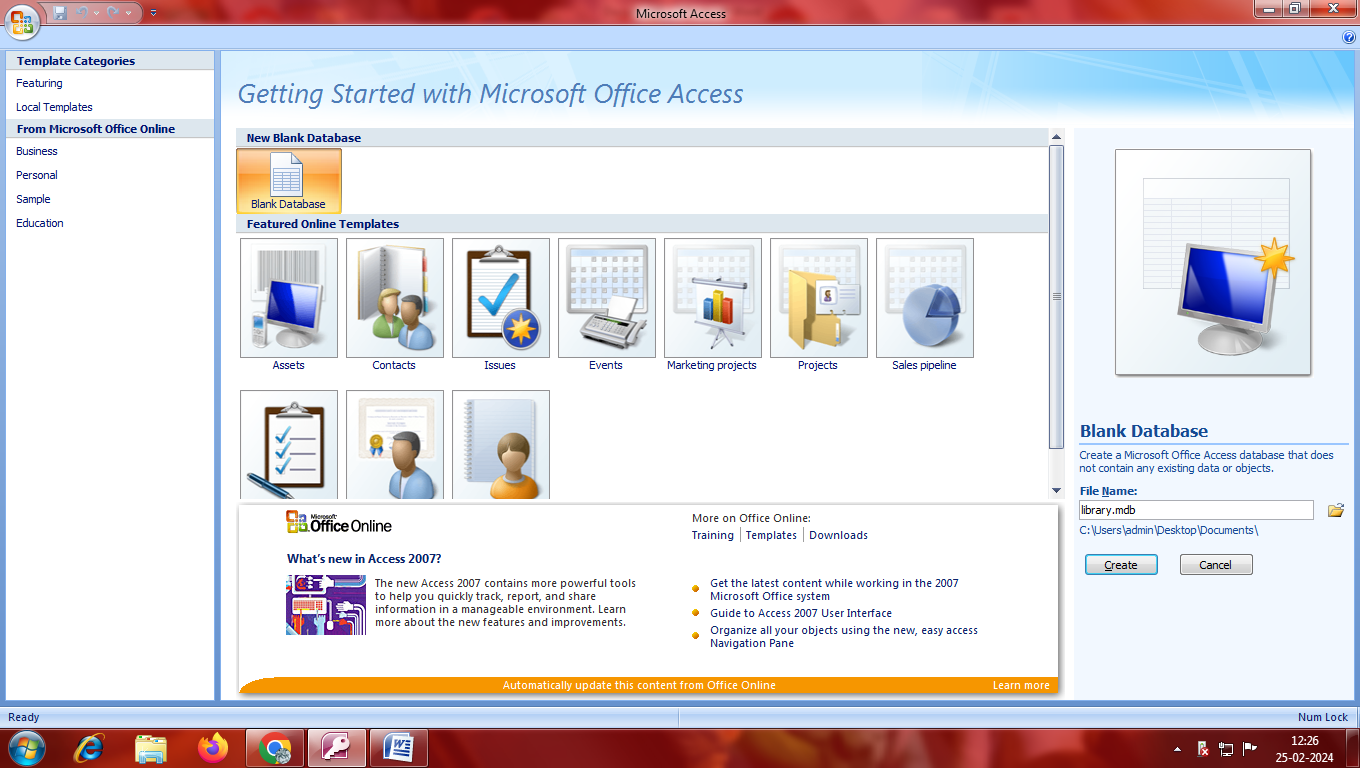 Microsoft Access
Template Categories
Featuring
Local Templates
From Microsoft Office Online
Business
Personal
Sample
Education
Getting Started with Microsoft Office Access
New Blank Database
Blank Database
Featured Online Templates
Assets
Contacts
Issues
Events
Marketing projects
Projects
Sales pipeline
Microsoft
Office Online
What's new in Access 2007?
The new Access 2007 contains more powerful tools
to help you quickly track, report, and share
information in a manageable environment. Learn
more about the new features and improvements.
More on Office Online:
Training | Templates | Downloads
Get the latest content while working in the 2007
Microsoft Office system
Guide to Access 2007 User Interface
Organize all your objects using the new, easy access
Navigation Pane
Automatically update this content from Office Online
Learn more
Blank Database
Create a Microsoft Office Access database that does
not contain any existing data or objects.
File Name:
library.mdb
C:\Users\admin\Desktop\Documents\
Create
Cancel
Ready
Num Lock
12:26
25-02-2024